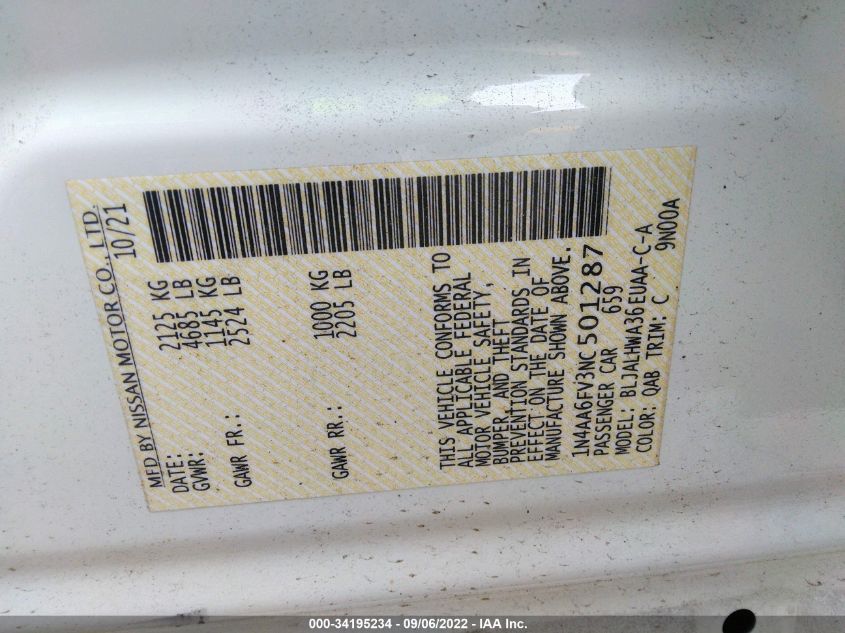 MFD BY NISSAN MOTOR CO., LTD.
DATE: 10/21
GVWR: 2125 KG
4685 LB
GAWR FR.: 1145 KG
2524 LB
GAWR RR.: 1000 KG
2205 LB
THIS VEHICLE CONFORMS TO
ALL APPLICABLE FEDERAL
MOTOR VEHICLE SAFETY,
BUMPER, AND THEFT
PREVENTION STANDARDS IN
EFFECT ON THE DATE OF
MANUFACTURE SHOWN ABOVE.
1N4AA6FV3NC501287
PASSENGER CAR 659
MODEL: BLJALHWA36EUAA-C-A
COLOR: QAB TRIM: C 9N00A
000-34195234 - 09/06/2022 - IAA Inc.